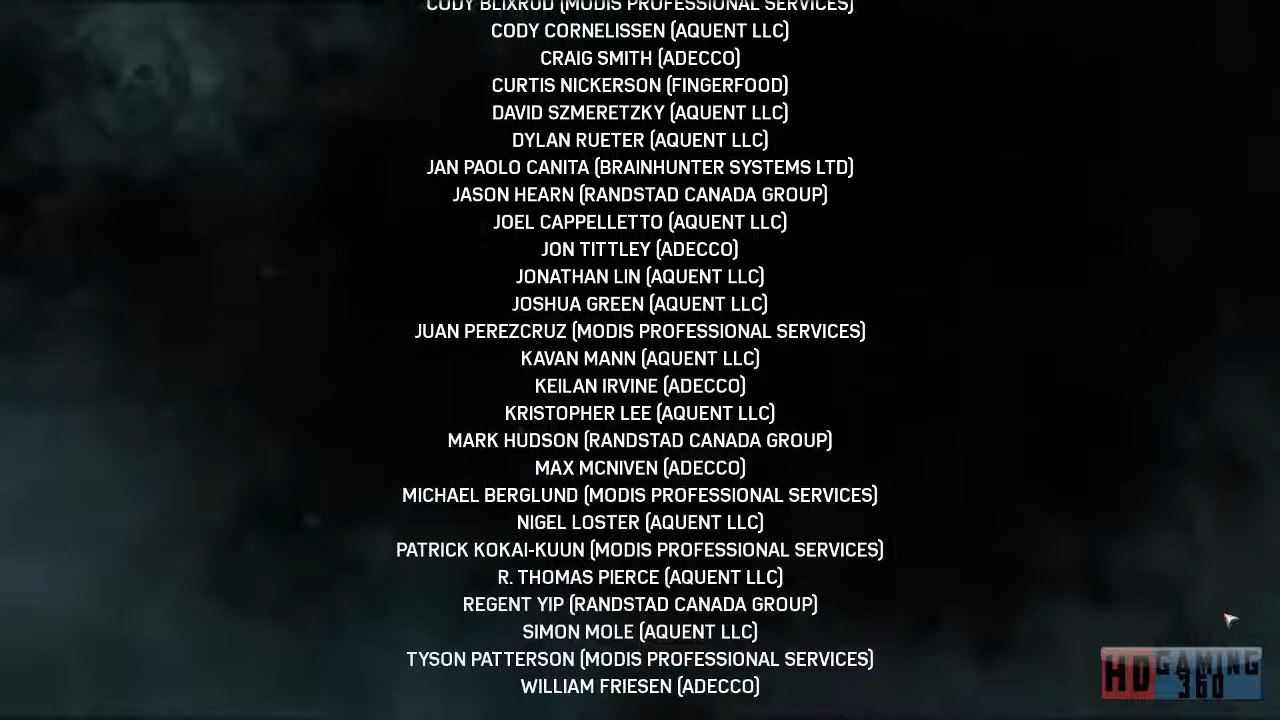 CODY BLIXRUD (MODIS PROFESSIONAL SERVICES)
CODY CORNELISSEN (AQUENT LLC)
CRAIG SMITH (ADECCO)
CURTIS NICKERSON (FINGERFOOD)
DAVID SZMERETZKY (AQUENT LLC)
DYLAN RUETER (AQUENT LLC)
JAN PAOLO CANITA (BRAINHUNTER SYSTEMS LTD)
JASON HEARN (RANDSTAD CANADA GROUP)
JOEL CAPPELLETTO (AQUENT LLC)
JON TITTLEY (ADECCO)
JONATHAN LIN (AQUENT LLC)
JOSHUA GREEN (AQUENT LLC)
JUAN PEREZCRUZ (MODIS PROFESSIONAL SERVICES)
KAVAN MANN (AQUENT LLC)
KEILAN IRVINE (ADECCO)
KRISTOPHER LEE (AQUENT LLC)
MARK HUDSON (RANDSTAD CANADA GROUP)
MAX MCNIVEN (ADECCO)
MICHAEL BERGLUND (MODIS PROFESSIONAL SERVICES)
NIGEL LOSTER (AQUENT LLC)
PATRICK KOKAI-KUUN (MODIS PROFESSIONAL SERVICES)
R. THOMAS PIERCE (AQUENT LLC)
REGENT YIP (RANDSTAD CANADA GROUP)
SIMON MOLE (AQUENT LLC)
TYSON PATTERSON (MODIS PROFESSIONAL SERVICES)
WILLIAM FRIESEN (ADECCO)
HD GAMING
360